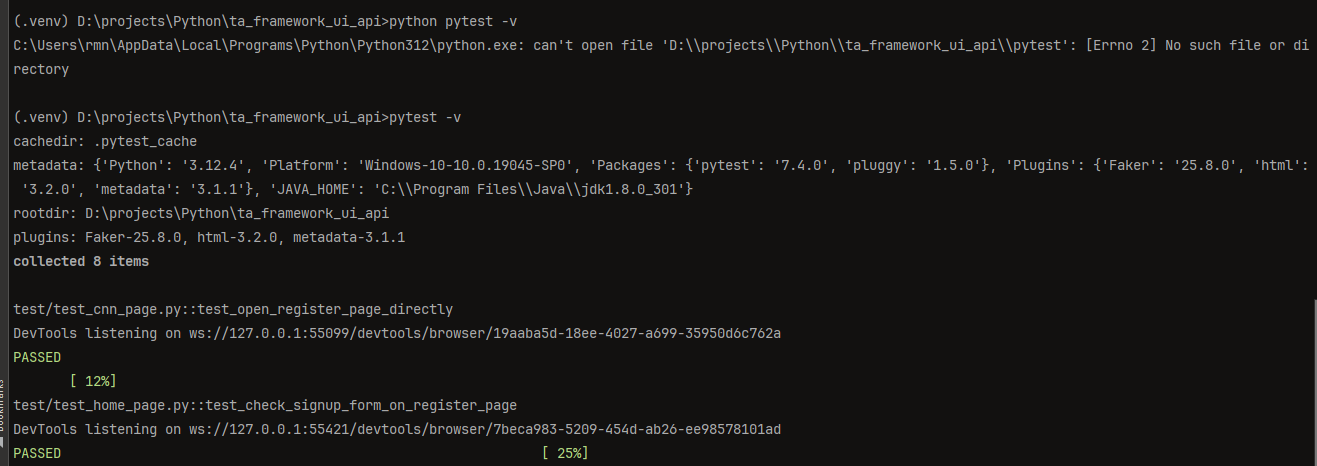 (.venv) D:\projects\Python\ta_framework_ui_api>python pytest -v
C:\Users\rmn\AppData\Local\Programs\Python\Python312\python.exe: can't open file 'D:\\projects\\Python\\ta_framework_ui_api\\pytest': [Errno 2] No such file or di
rectory
(.venv) D:\projects\Python\ta_framework_ui_api>pytest -v
cachedir: .pytest_cache
metadata: {'Python': '3.12.4', 'Platform': 'Windows-10-10.0.19045-SP0', 'Packages': {'pytest': '7.4.0', 'pluggy': '1.5.0'}, 'Plugins': {'Faker': '25.8.0', 'html':
 '3.2.0', 'metadata': '3.1.1'}, 'JAVA_HOME': 'C:\\Program Files\\Java\\jdk1.8.0_301'}
rootdir: D:\projects\Python\ta_framework_ui_api
plugins: Faker-25.8.0, html-3.2.0, metadata-3.1.1
collected 8 items
test/test_cnn_page.py::test_open_register_page_directly
DevTools listening on ws://127.0.0.1:55099/devtools/browser/19aaba5d-18ee-4027-a699-35950d6c762a
PASSED
[ 12%]
test/test_home_page.py::test_check_signup_form_on_register_page
DevTools listening on ws://127.0.0.1:55421/devtools/browser/7beca983-5209-454d-ab26-ee98578101ad
PASSED [ 25%]